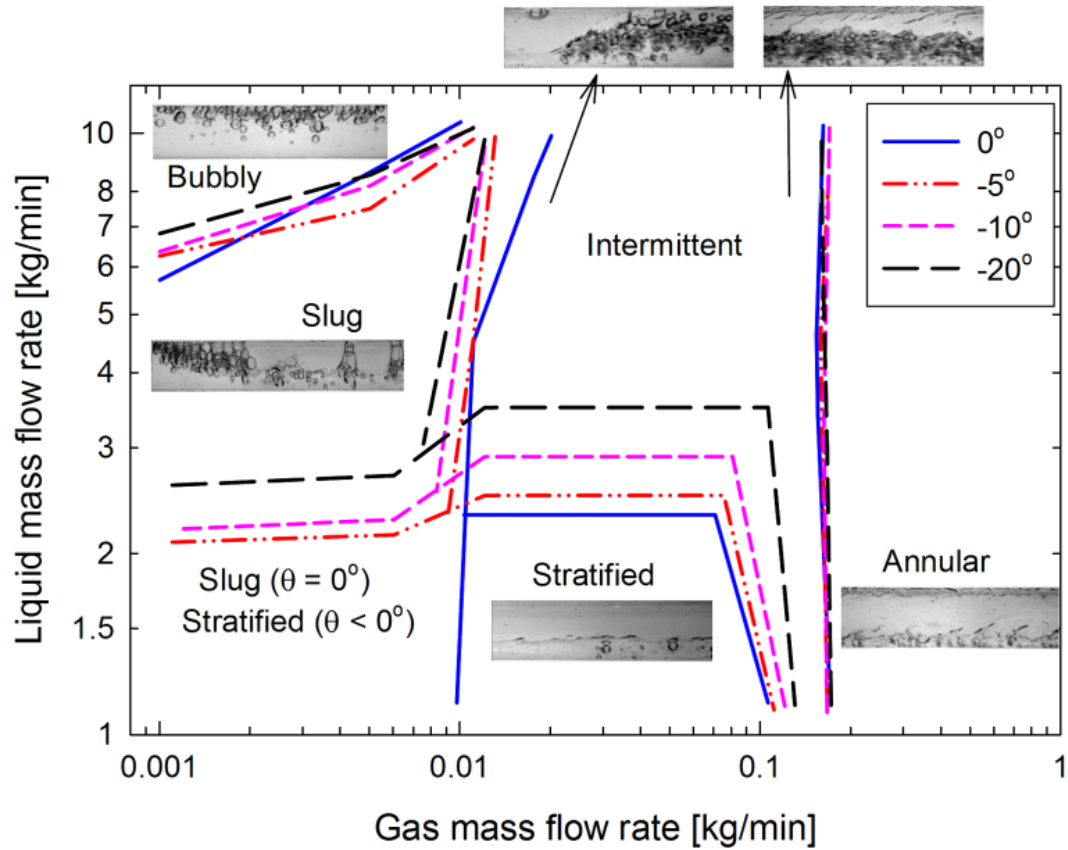 10
8
7
6
5
4
3
2
1.5
1
Liquid mass flow rate [kg/min]
Bubbly
Slug
Intermittent
Slug (θ = 0°)
Stratified (θ < 0°)
Stratified
Annular
0°
-5°
-10°
-20°
0.001
0.01
0.1
1
Gas mass flow rate [kg/min]